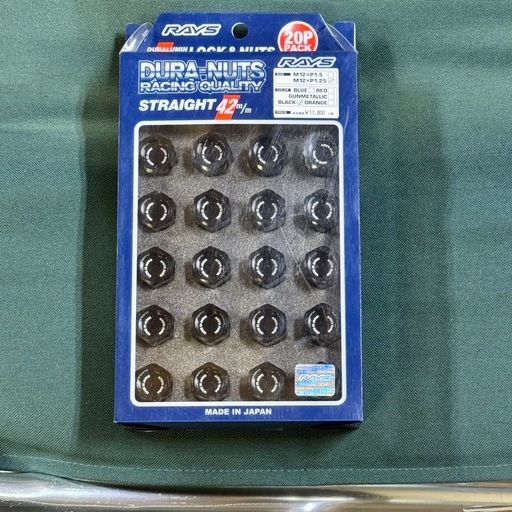 RAYS
20P
PACK
DURALUMIN LOCK & NUTS
DURA-NUTS
RACING QUALITY
STRAIGHT 42m/m
RAYS
M12×P1.5
M12×P1.25
BLUE RED
GUNMETALLIC
BLACK ORANGE
¥17,800
RAYS
MADE IN JAPAN